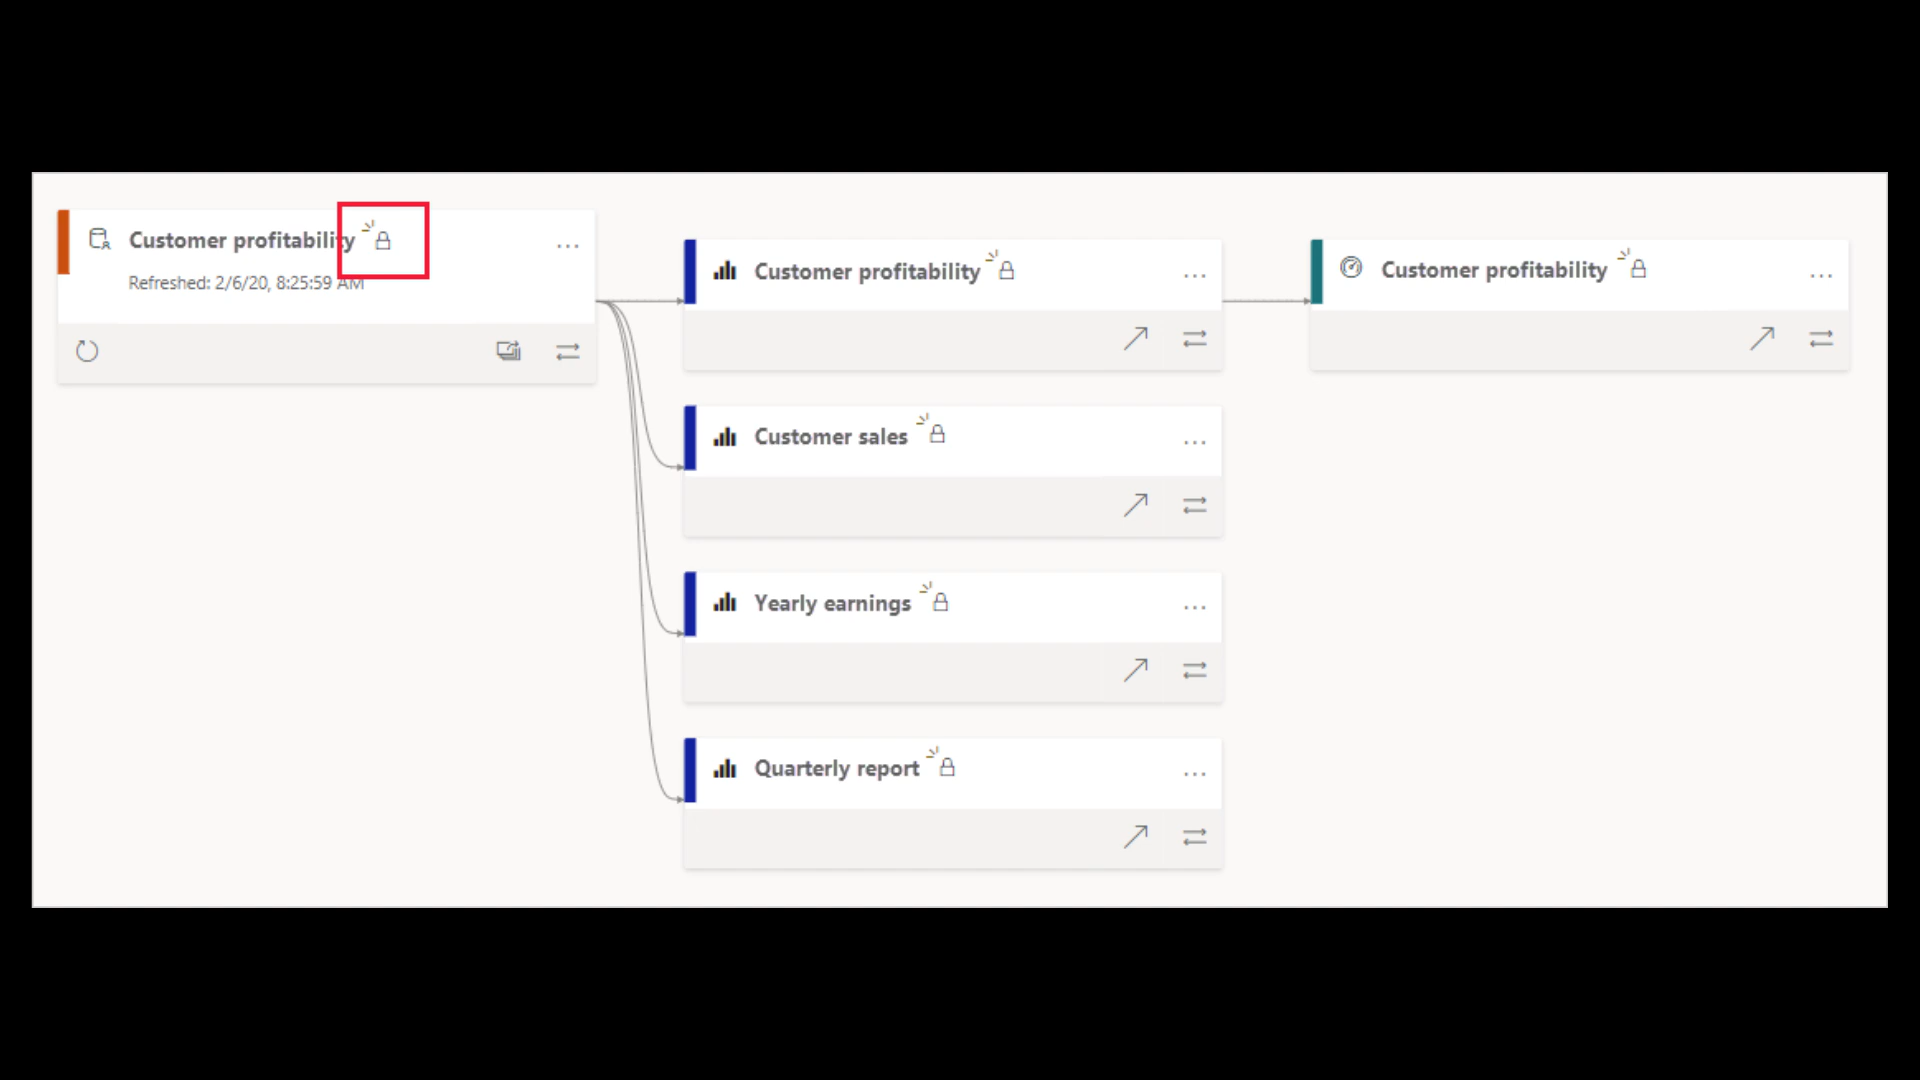 Customer profitability
Refreshed: 2/6/20, 8:25:59 AM
Customer profitability
Customer sales
Yearly earnings
Quarterly report
Customer profitability